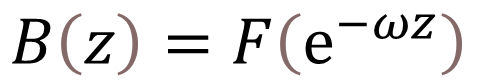 B(z) = F(e^{-ωz})